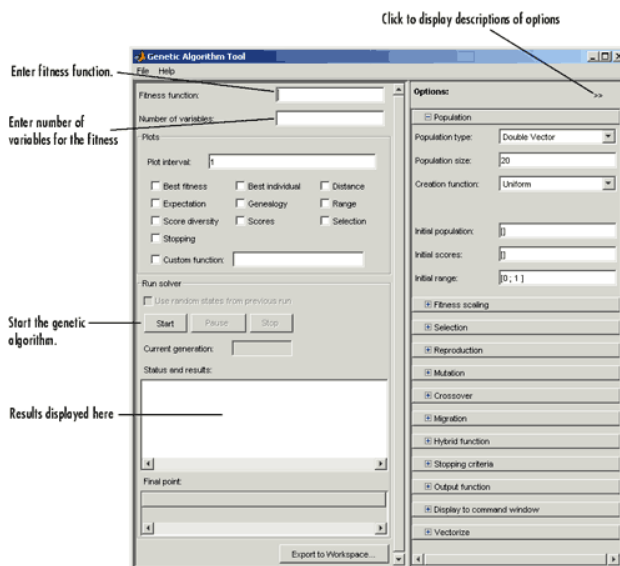 Click to display descriptions of options
Genetic Algorithm Tool
File Help
Enter fitness function.
Fitness function:
Enter number of
variables for the fitness
Number of variables:
Plots
Plot interval: 1
Best fitness Best individual Distance
Expectation Genealogy Range
Score diversity Scores Selection
Stopping
Custom function:
Run solver
Use random states from previous run
Start the genetic
algorithm.
Start Pause Stop
Current generation:
Status and results:
Results displayed here
Final point:
Export to Workspace...
Options: >>
Population
Population type: Double Vector
Population size: 20
Creation function: Uniform
Initial population: []
Initial scores: []
Initial range: [0 ; 1 ]
Fitness scaling
Selection
Reproduction
Mutation
Crossover
Migration
Hybrid function
Stopping criteria
Output function
Display to command window
Vectorize